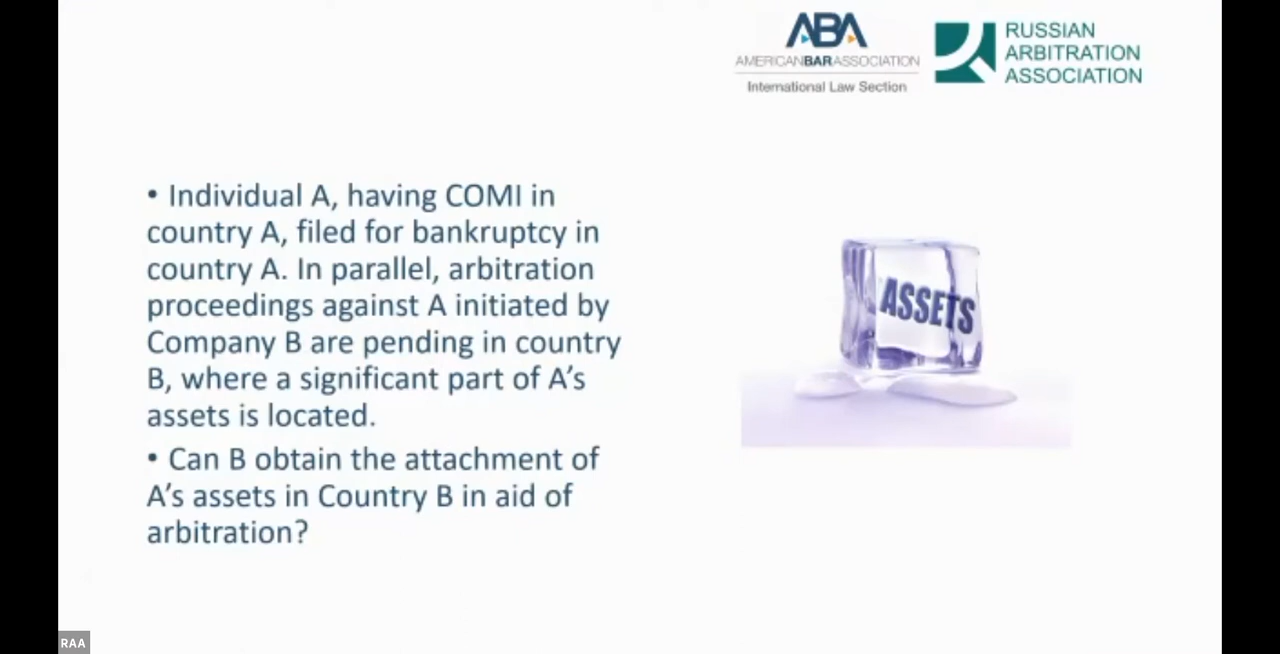 ABA
AMERICANBARASSOCIATION
International Law Section
RUSSIAN
ARBITRATION
ASSOCIATION
• Individual A, having COMI in
country A, filed for bankruptcy in
country A. In parallel, arbitration
proceedings against A initiated by
Company B are pending in country
B, where a significant part of A’s
assets is located.
• Can B obtain the attachment of
A’s assets in Country B in aid of
arbitration?
ASSETS
RAA